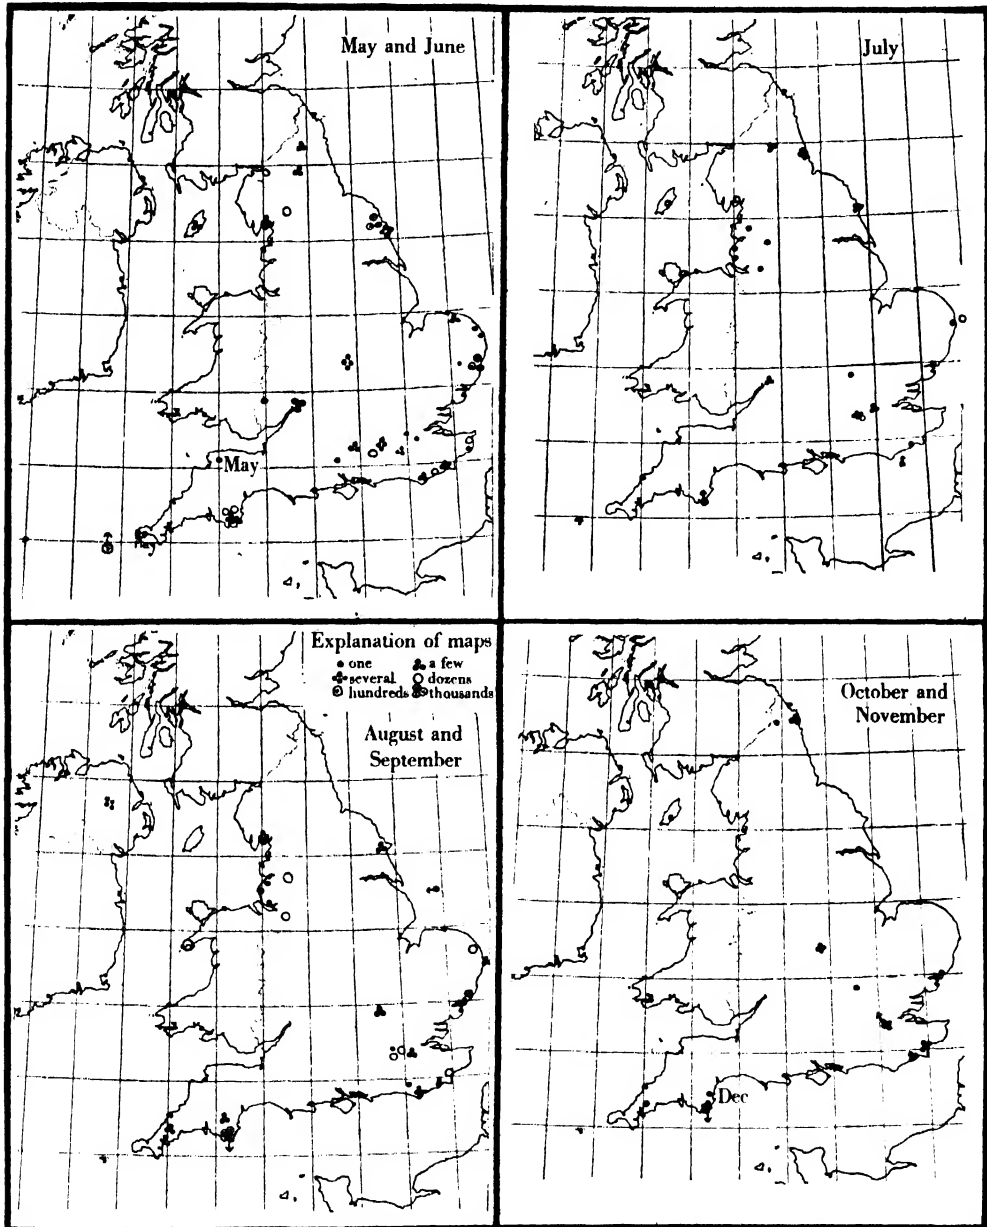 May and June
May
July
Explanation of maps
one
a few
several
dozens
hundreds
thousands
August and
September
October and
November
Dec